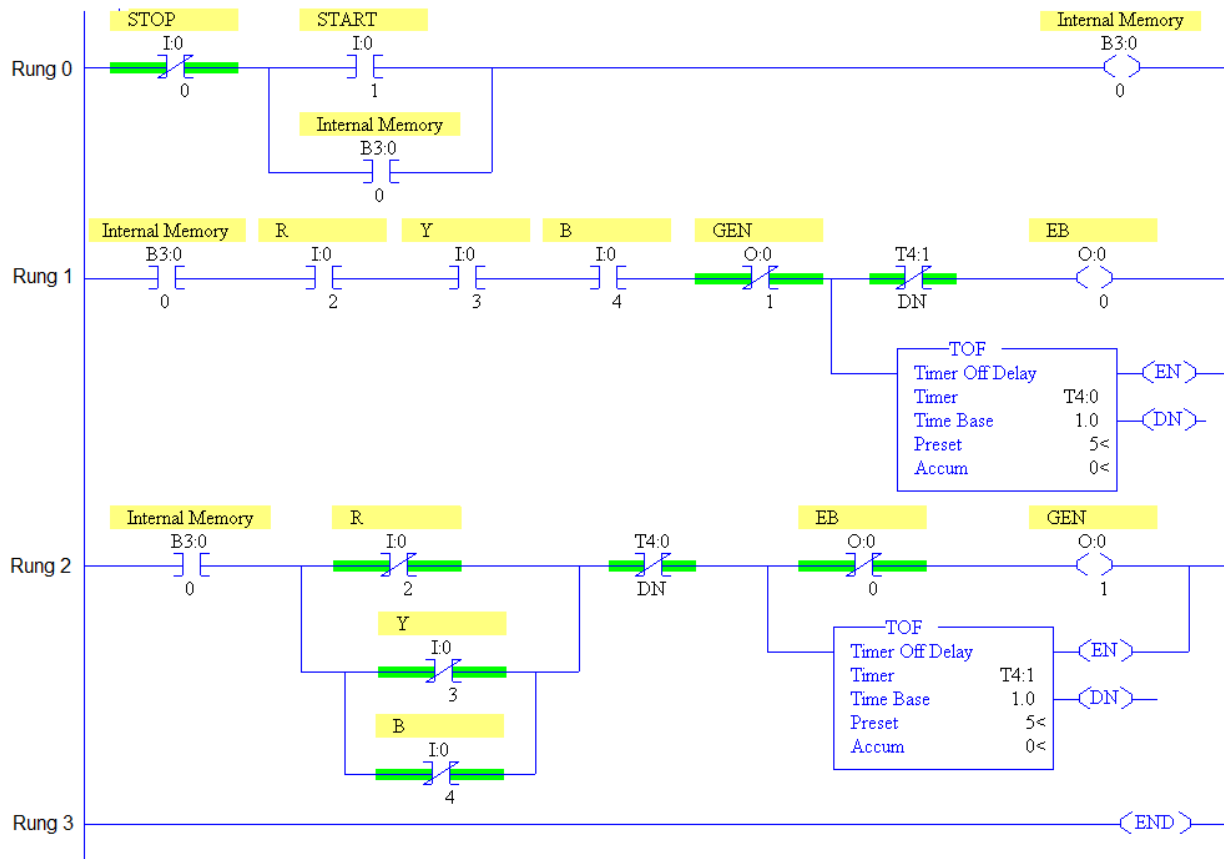 STOP START Internal Memory
I:0 I:0 B3:0
Rung 0
0 1 0
Internal Memory
B3:0
0
Internal Memory R Y B GEN EB
B3:0 I:0 I:0 I:0 O:0 T4:1 O:0
Rung 1
0 2 3 4 1 DN 0
TOF
Timer Off Delay EN
Timer T4:0
Time Base 1.0 DN
Preset 5<
Accum 0<
Internal Memory R EB GEN
B3:0 I:0 T4:0 O:0 O:0
Rung 2
0 2 DN 0 1
Y
I:0
3
TOF
Timer Off Delay EN
Timer T4:1
Time Base 1.0 DN
Preset 5<
Accum 0<
B
I:0
4
Rung 3 END